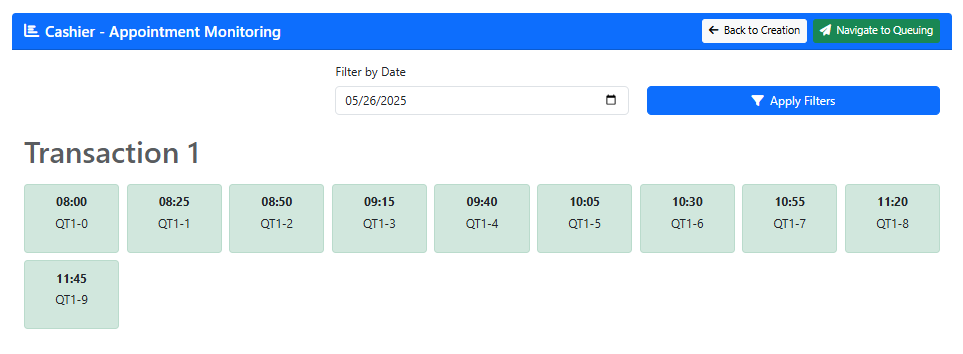 Cashier - Appointment Monitoring
Back to Creation
Navigate to Queuing
Filter by Date
05/26/2025
Apply Filters
Transaction 1
08:00 08:25 08:50 09:15 09:40 10:05 10:30 10:55 11:20
QT1-0 QT1-1 QT1-2 QT1-3 QT1-4 QT1-5 QT1-6 QT1-7 QT1-8
11:45
QT1-9